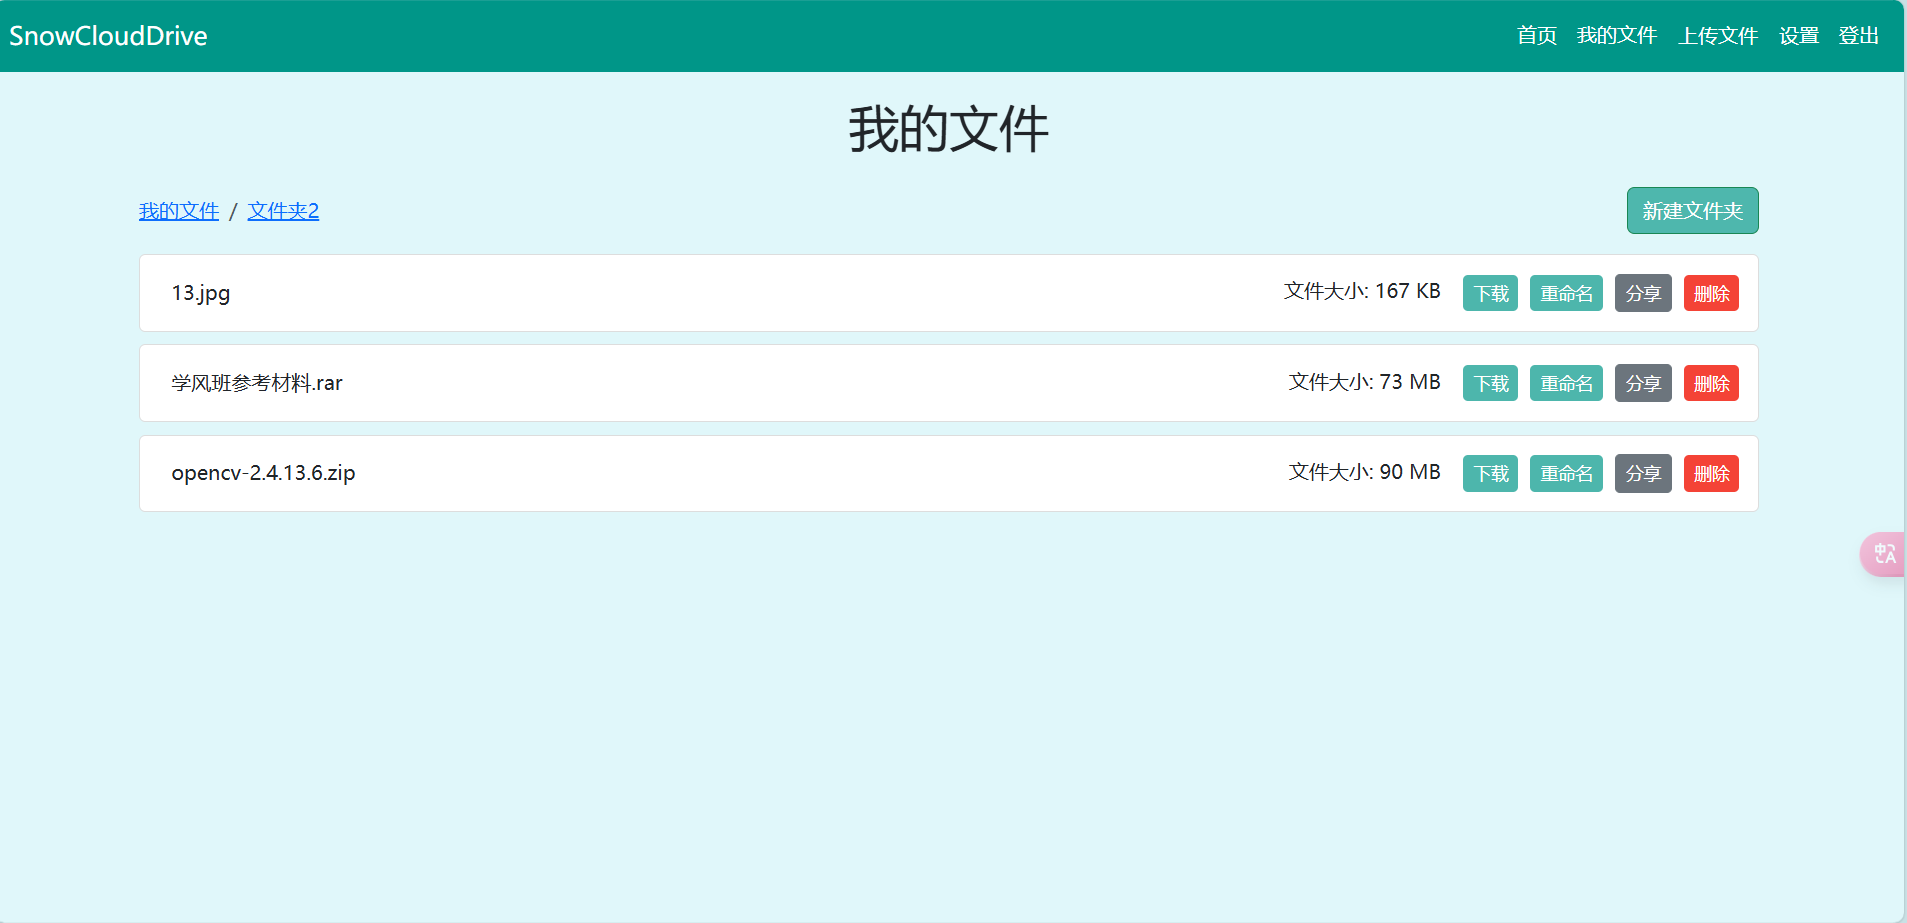 SnowCloudDrive 首页 我的文件 上传文件 设置 登出
我的文件
我的文件 / 文件夹2 新建文件夹
13.jpg 文件大小: 167 KB 下载 重命名 分享 删除
学风班参考材料.rar 文件大小: 73 MB 下载 重命名 分享 删除
opencv-2.4.13.6.zip 文件大小: 90 MB 下载 重命名 分享 删除
中A